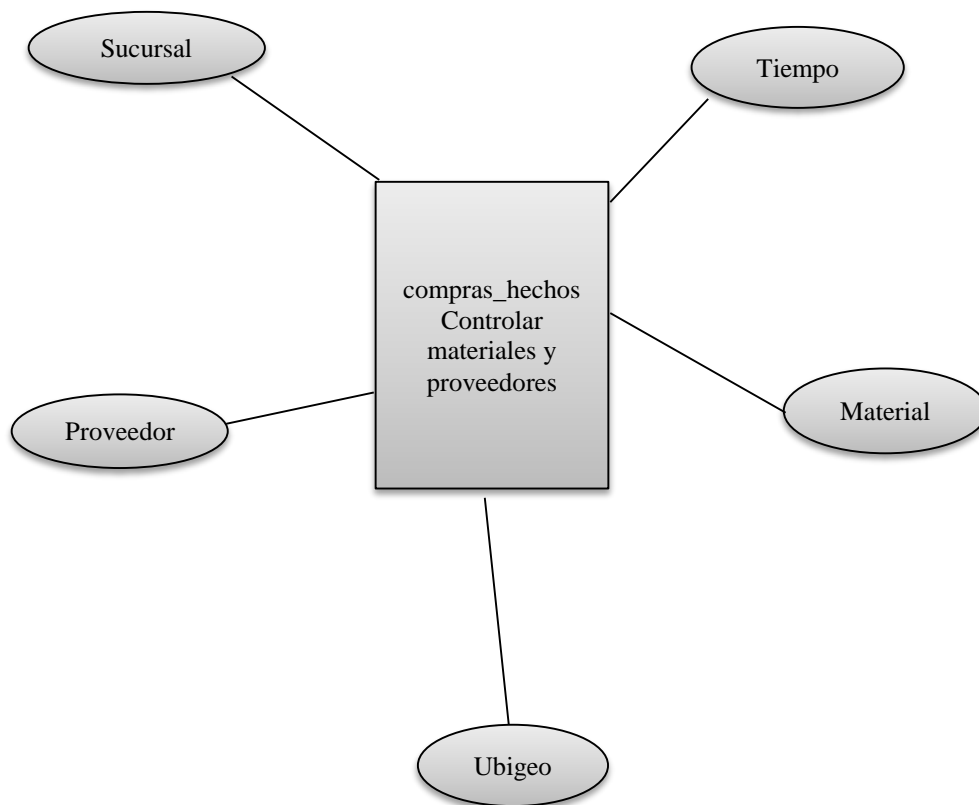 Sucursal
Tiempo
compras_hechos
Controlar
materiales y
proveedores
Material
Proveedor
Ubigeo